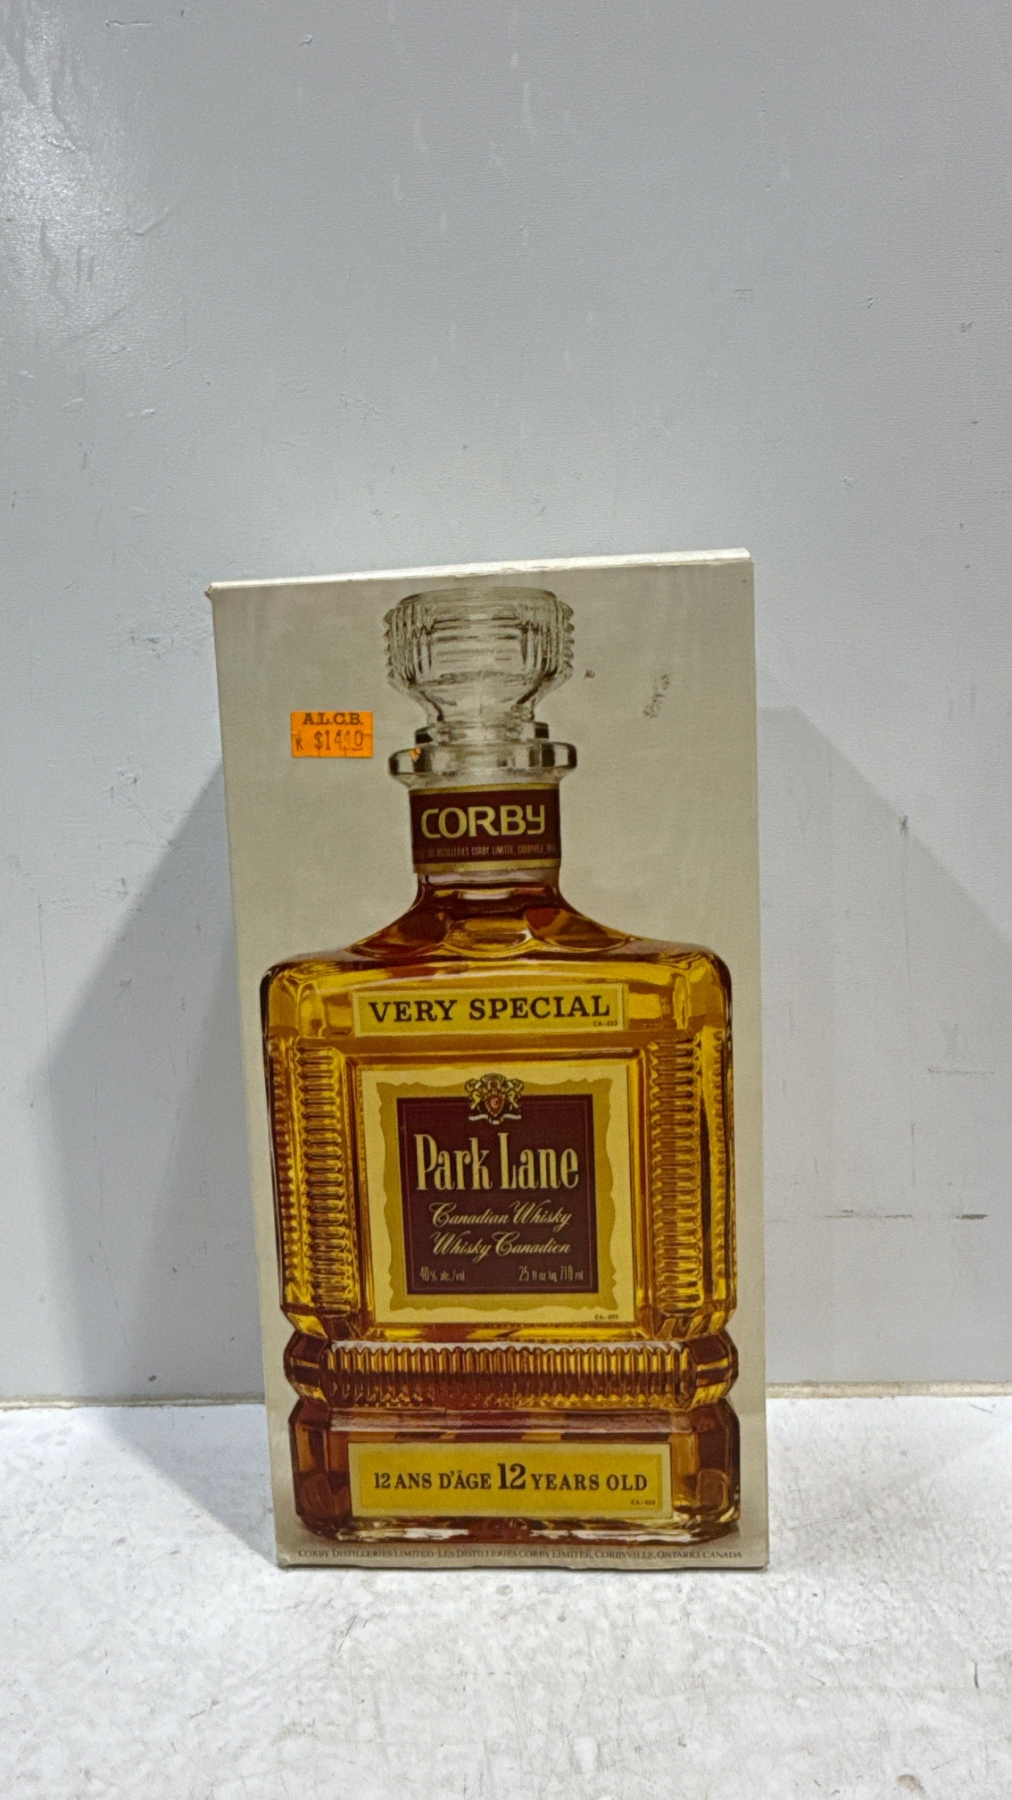 A.L.C.B.
K $14.40
CORBY
VERY SPECIAL
Park Lane
Canadian Whisky
Whisky Canadien
40% alc./vol 25 fl oz liq 710 ml
12 ANS D'ÂGE 12 YEARS OLD
CORBY DISTILLERIES LIMITED·LES DISTILLERIES CORBY LIMITÉE, CORBYVILLE, ONTARIO, CANADA